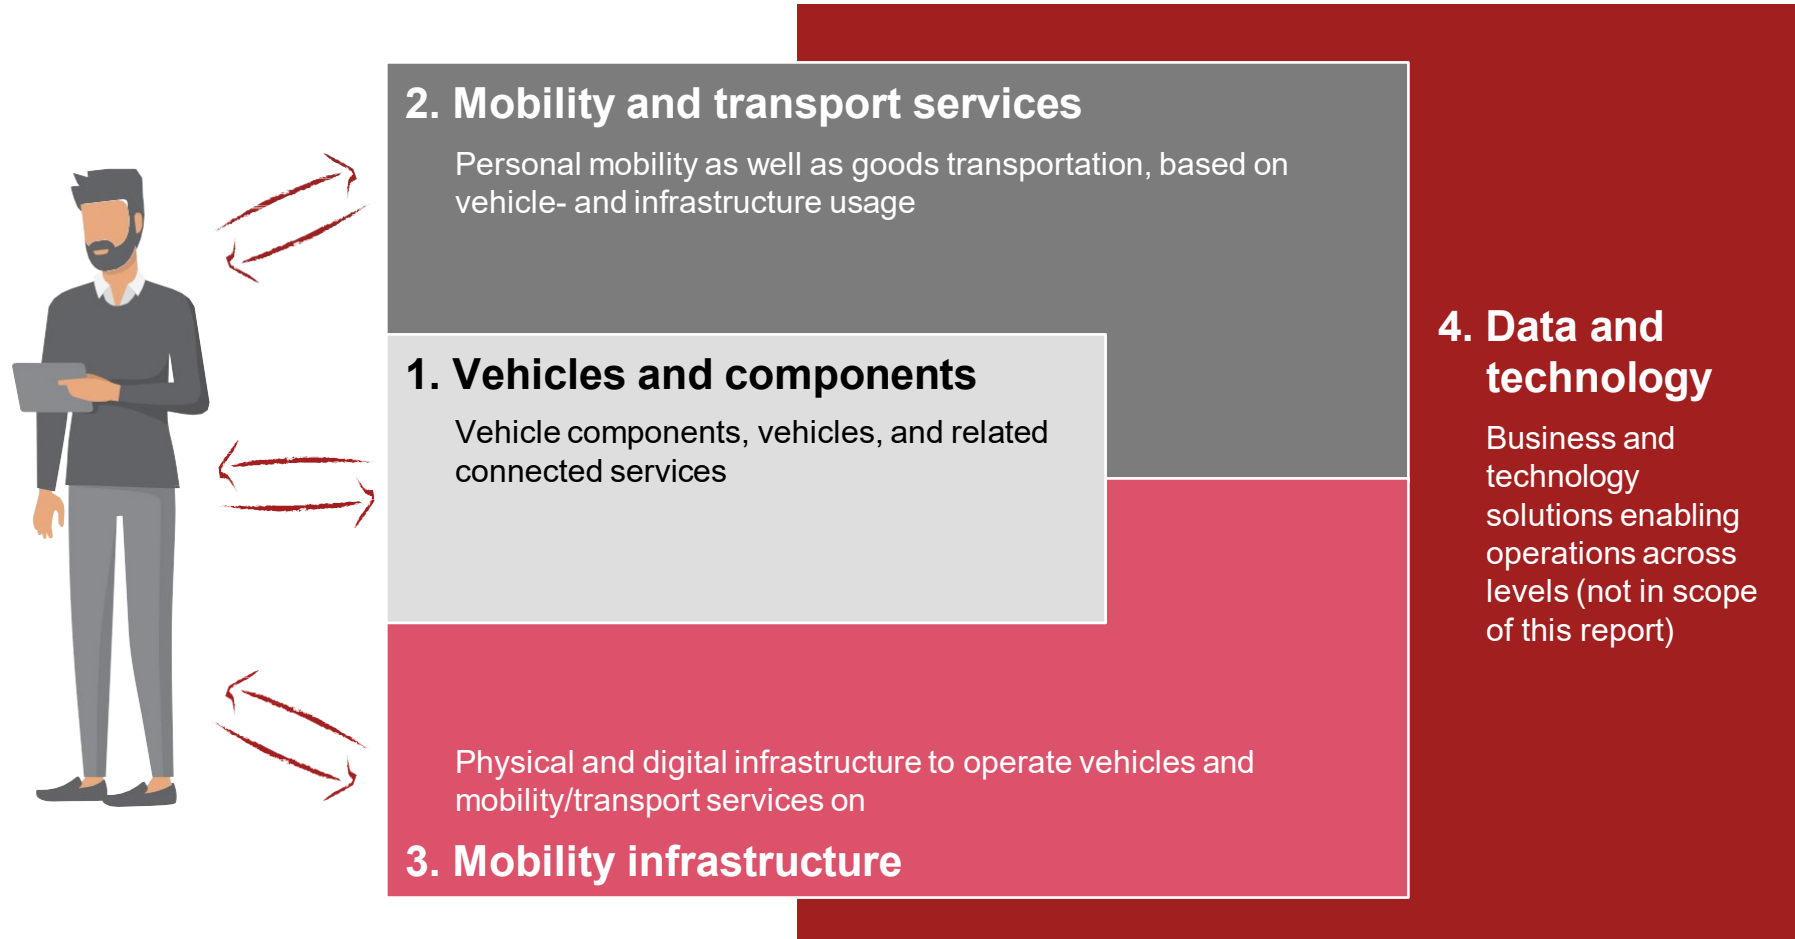 2. Mobility and transport services
Personal mobility as well as goods transportation, based on
vehicle- and infrastructure usage
1. Vehicles and components
Vehicle components, vehicles, and related
connected services
Physical and digital infrastructure to operate vehicles and
mobility/transport services on
3. Mobility infrastructure
4. Data and
technology
Business and
technology
solutions enabling
operations across
levels (not in scope
of this report)